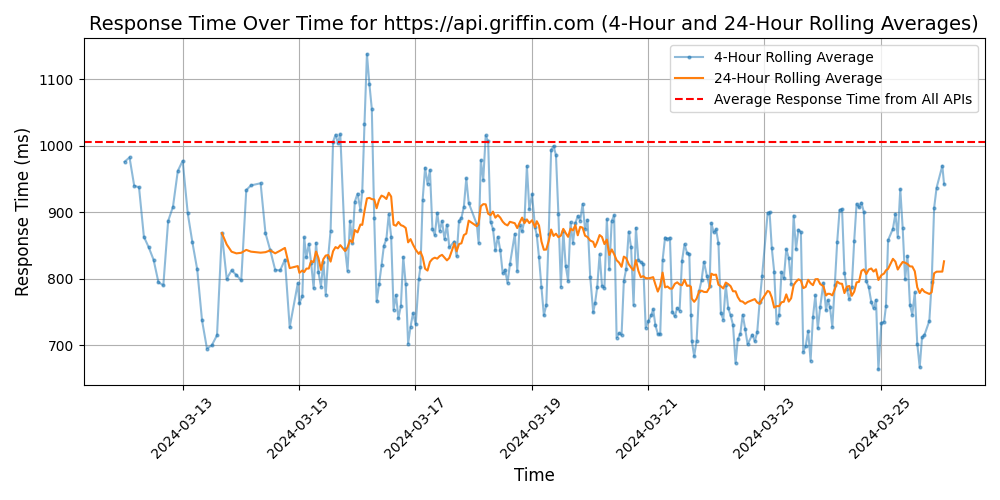 Response Time Over Time for https://api.griffin.com (4-Hour and 24-Hour Rolling Averages)
4-Hour Rolling Average
24-Hour Rolling Average
Average Response Time from All APIs
Response Time (ms)
1100
1000
900
800
700
2024-03-13
2024-03-15
2024-03-17
2024-03-19
2024-03-21
2024-03-23
2024-03-25
Time